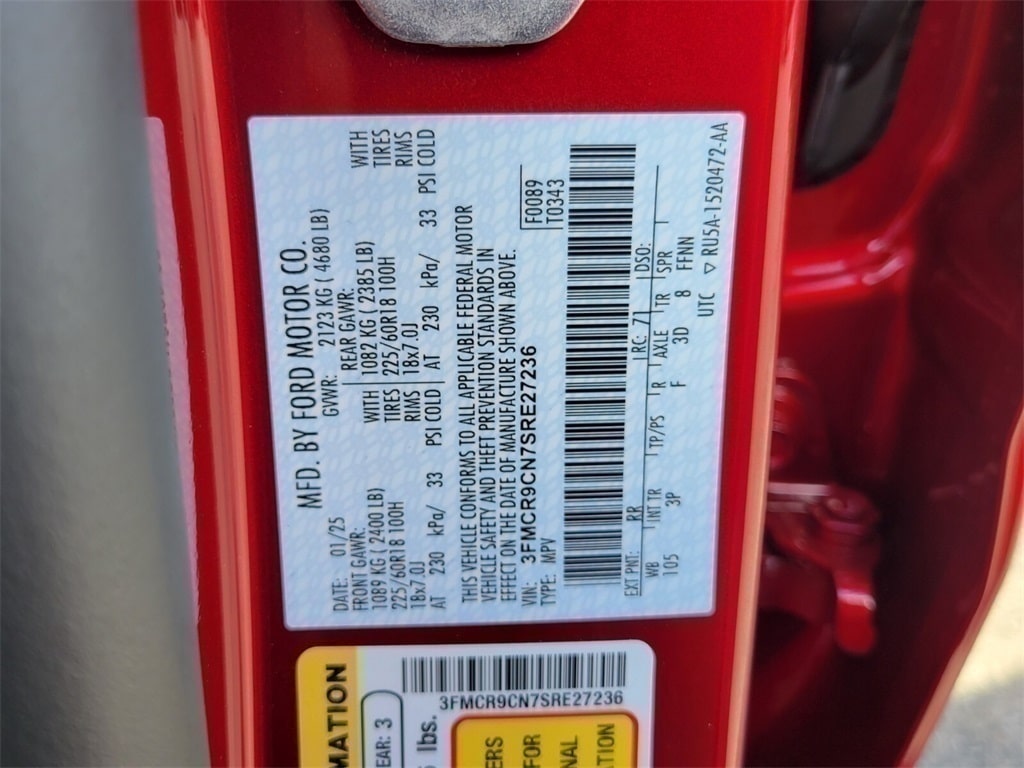 MFD. BY FORD MOTOR CO.
DATE: 01/25 GVWR: 2123 KG ( 4680 LB)
FRONT GAWR: REAR GAWR:
1089 KG ( 2400 LB) WITH 1082 KG ( 2385 LB) WITH
225/60R18 100H TIRES 225/60R18 100H TIRES
18x7.0J RIMS 18x7.0J RIMS
AT 230 kPa/ 33 PSI COLD AT 230 kPa/ 33 PSI COLD
THIS VEHICLE CONFORMS TO ALL APPLICABLE FEDERAL MOTOR
VEHICLE SAFETY AND THEFT PREVENTION STANDARDS IN
EFFECT ON THE DATE OF MANUFACTURE SHOWN ABOVE.
VIN: 3FMCR9CN7SRE27236 F0089
TYPE: MPV T0343
EXT PNT: RR RC: 71 DSO:
WB INT TR TP/PS R AXLE TR SPR
105 3P F 3D 8 FFNN
UTC ▽ RU5A-1520472-AA
MATION
EAR: 3
lbs.
3FMCR9CN7SRE27236
ERS
FOR
NAL
ATION